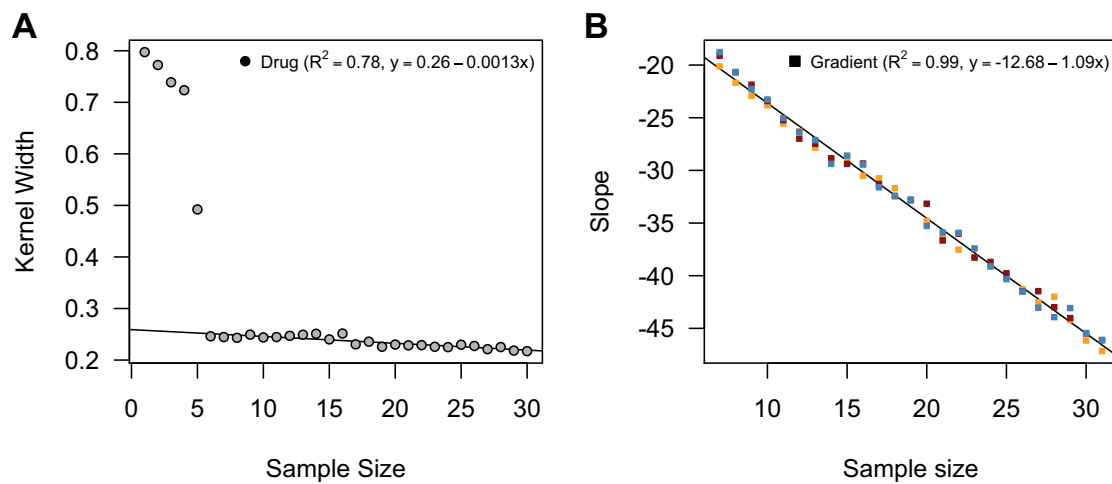 A
Drug (R² = 0.78, y = 0.26 – 0.0013x)
Kernel Width
0.8
0.7
0.6
0.5
0.4
0.3
0.2
0 5 10 15 20 25 30
Sample Size
B
Gradient (R² = 0.99, y = -12.68 – 1.09x)
Slope
-20
-25
-30
-35
-40
-45
10 15 20 25 30
Sample size